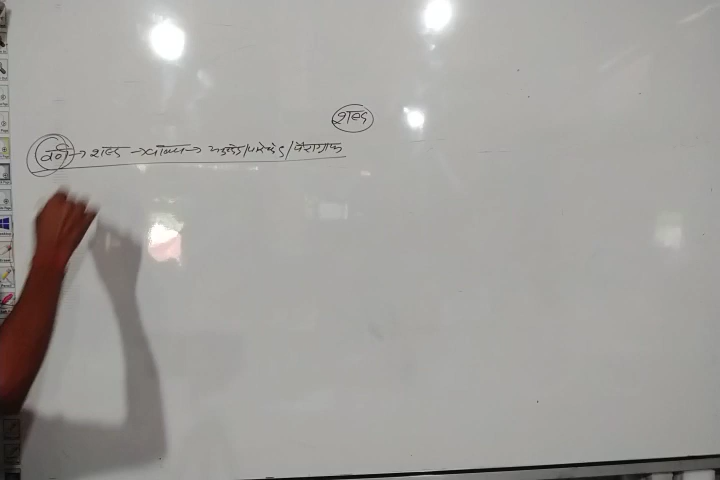 शब्द
वर्ण → शब्द → वाक्य → अनुच्छेद/परिच्छेद/पैराग्राफ